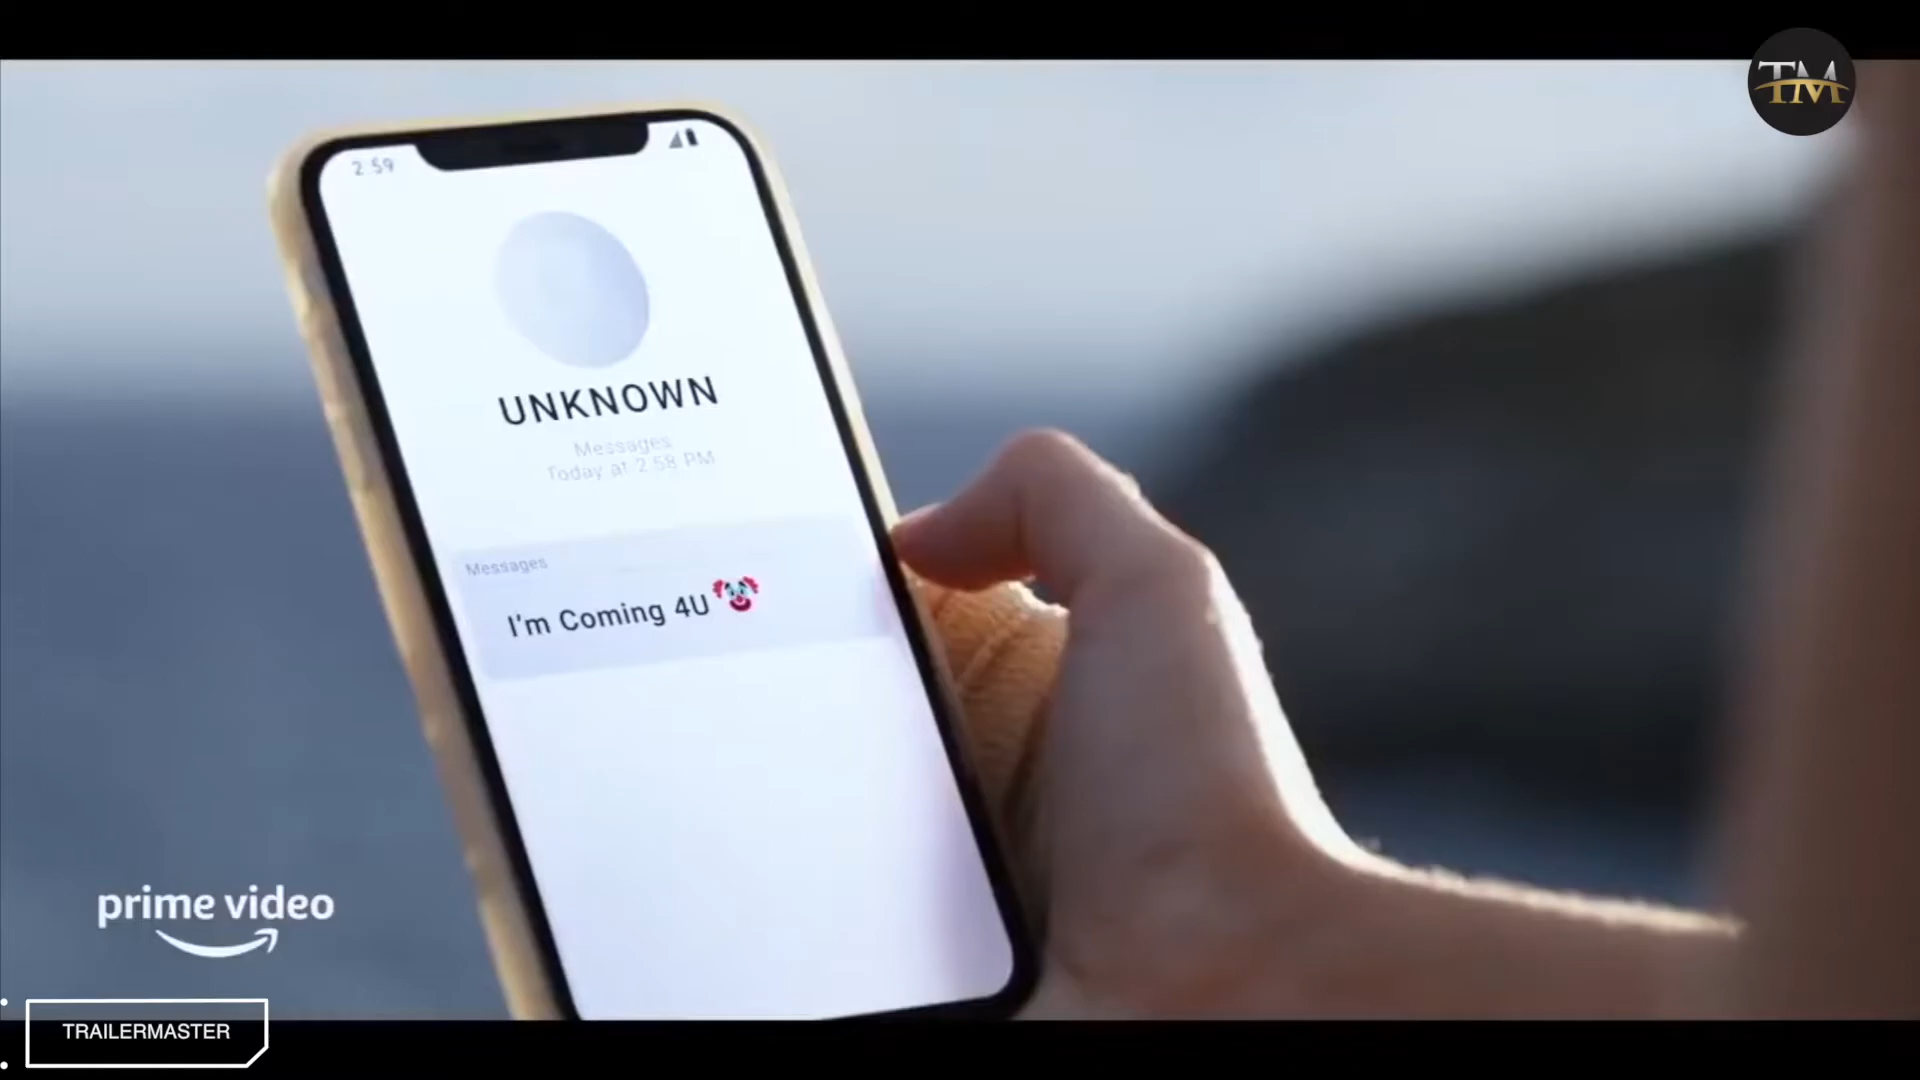 TM
2:59
UNKNOWN
Messages
Today at 2:58 PM
Messages
I'm Coming 4U🤡
prime video
TRAILERMASTER